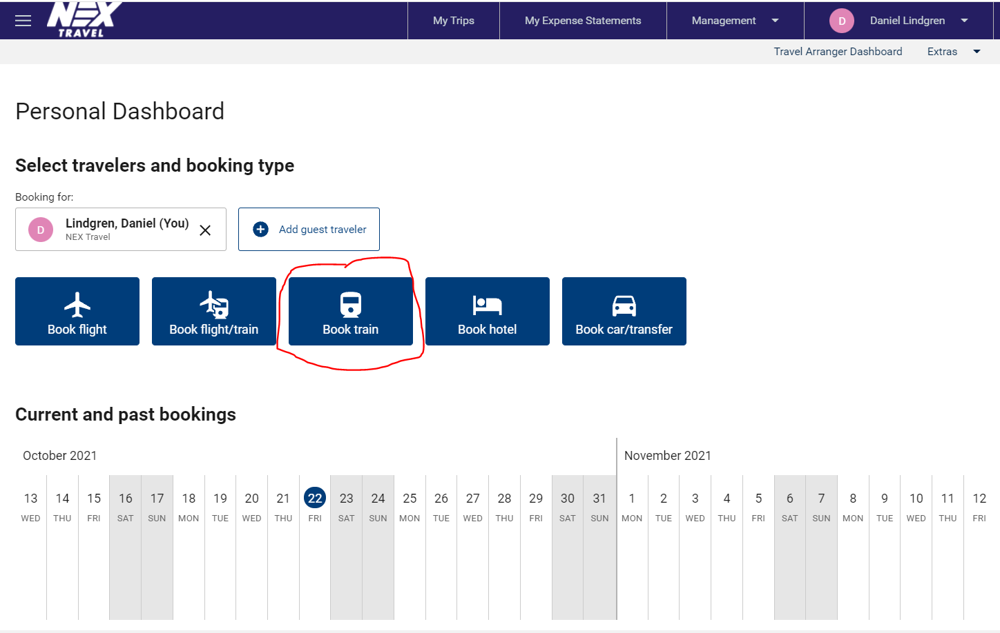 NEX
TRAVEL
My Trips
My Expense Statements
Management
D
Daniel Lindgren
Travel Arranger Dashboard
Extras
Personal Dashboard
Select travelers and booking type
Booking for:
D
Lindgren, Daniel (You)
NEX Travel
Add guest traveler
Book flight
Book flight/train
Book train
Book hotel
Book car/transfer
Current and past bookings
October 2021
November 2021
13 14 15 16 17 18 19 20 21 22 23 24 25 26 27 28 29 30 31 1 2 3 4 5 6 7 8 9 10 11 12
WED THU FRI SAT SUN MON TUE WED THU FRI SAT SUN MON TUE WED THU FRI SAT SUN MON TUE WED THU FRI SAT SUN MON TUE WED THU FRI